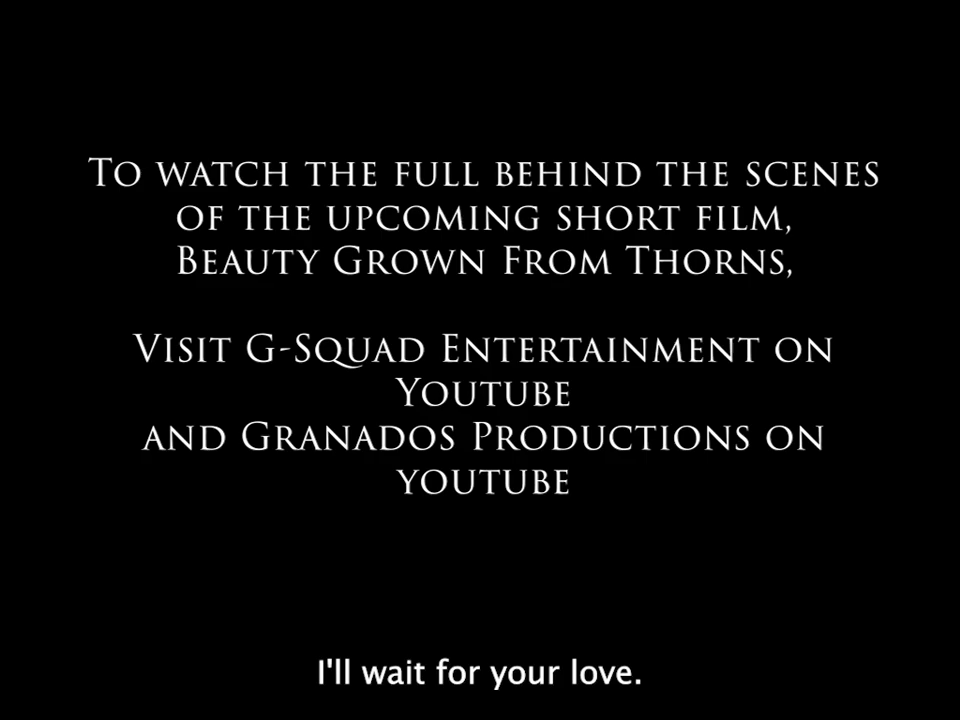 To watch the full behind the scenes
of the upcoming short film,
Beauty Grown From Thorns,
Visit G-Squad Entertainment on
Youtube
and Granados Productions on
youtube
I'll wait for your love.